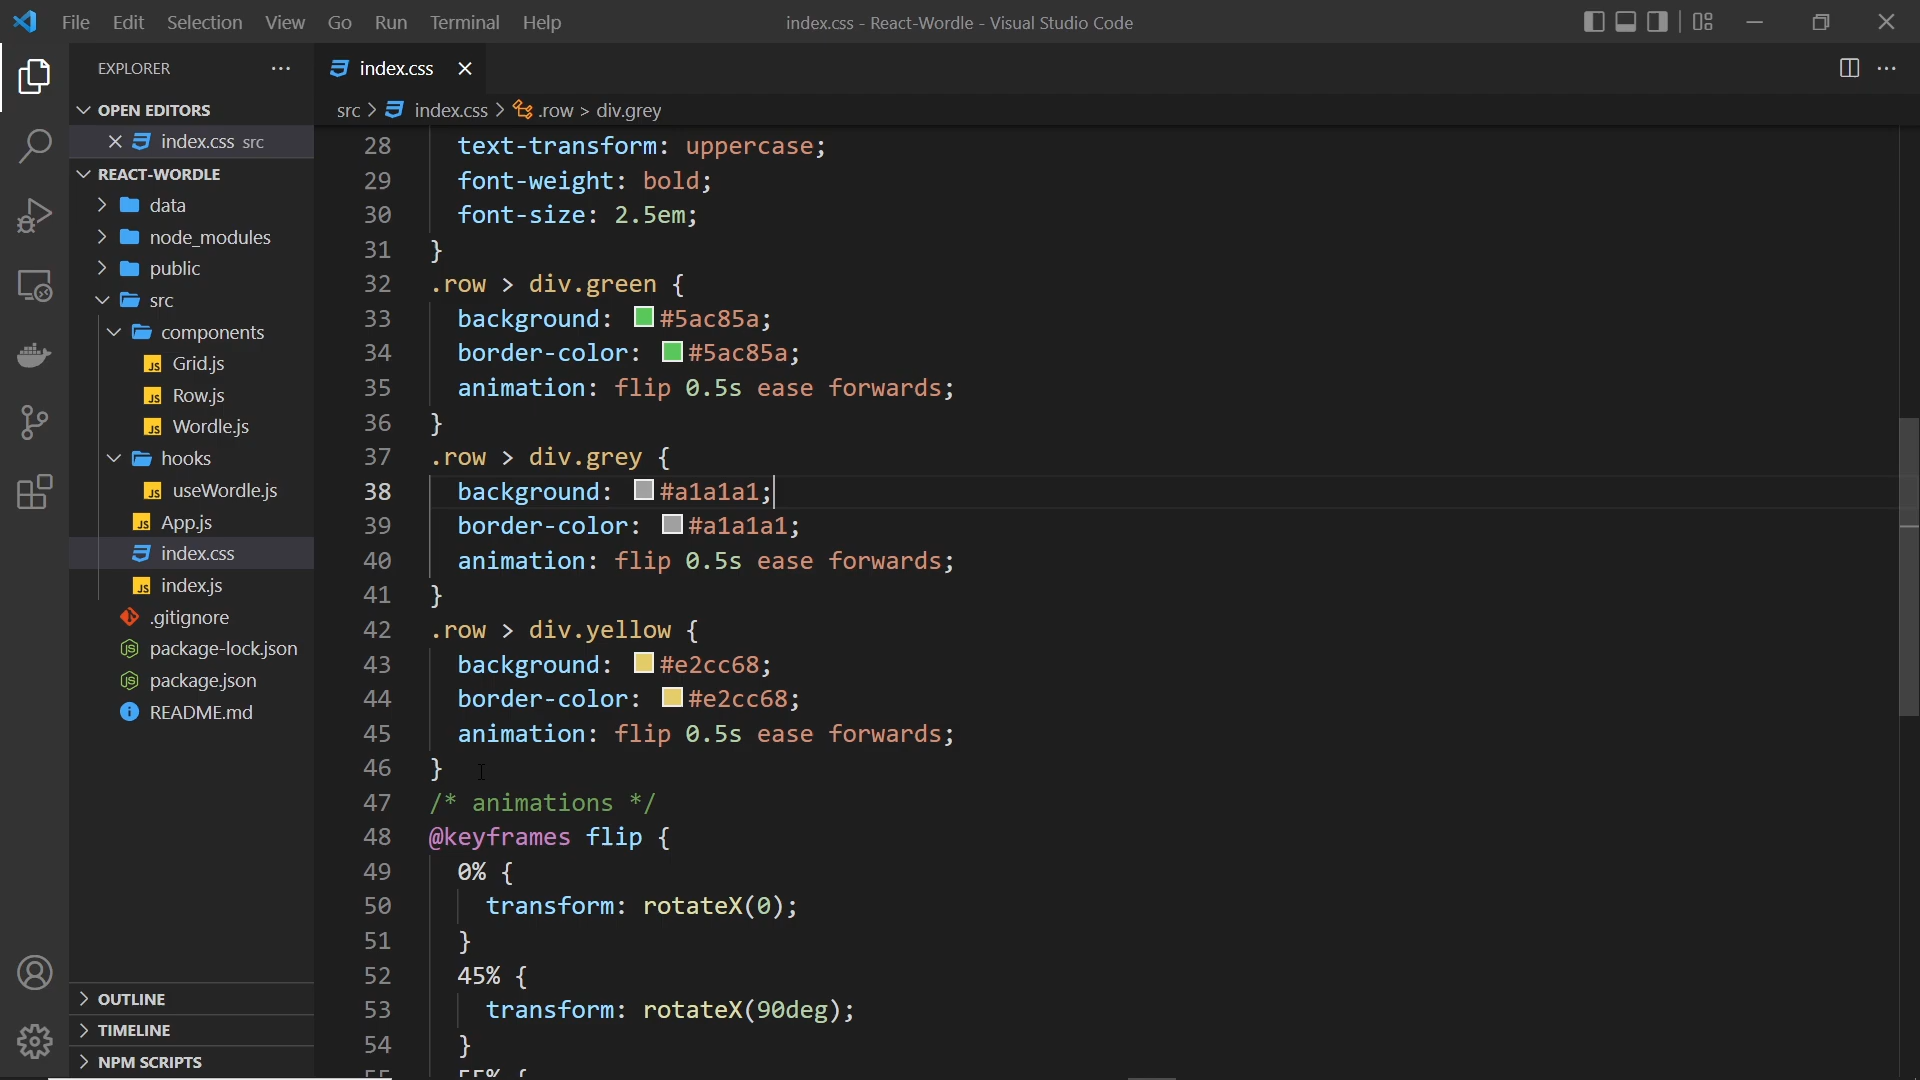 File Edit Selection View Go Run Terminal Help
index.css - React-Wordle - Visual Studio Code
EXPLORER
OPEN EDITORS
index.css src
REACT-WORDLE
data
node_modules
public
src
components
JS Grid.js
JS Row.js
JS Wordle.js
hooks
JS useWordle.js
JS App.js
index.css
JS index.js
.gitignore
package-lock.json
package.json
README.md
OUTLINE
TIMELINE
NPM SCRIPTS
index.css
src > index.css > .row > div.grey
28 text-transform: uppercase;
29 font-weight: bold;
30 font-size: 2.5em;
31 }
32 .row > div.green {
33 background: #5ac85a;
34 border-color: #5ac85a;
35 animation: flip 0.5s ease forwards;
36 }
37 .row > div.grey {
38 background: #a1a1a1;
39 border-color: #a1a1a1;
40 animation: flip 0.5s ease forwards;
41 }
42 .row > div.yellow {
43 background: #e2cc68;
44 border-color: #e2cc68;
45 animation: flip 0.5s ease forwards;
46 }
47 /* animations */
48 @keyframes flip {
49 0% {
50 transform: rotateX(0);
51 }
52 45% {
53 transform: rotateX(90deg);
54 }
55 55% {